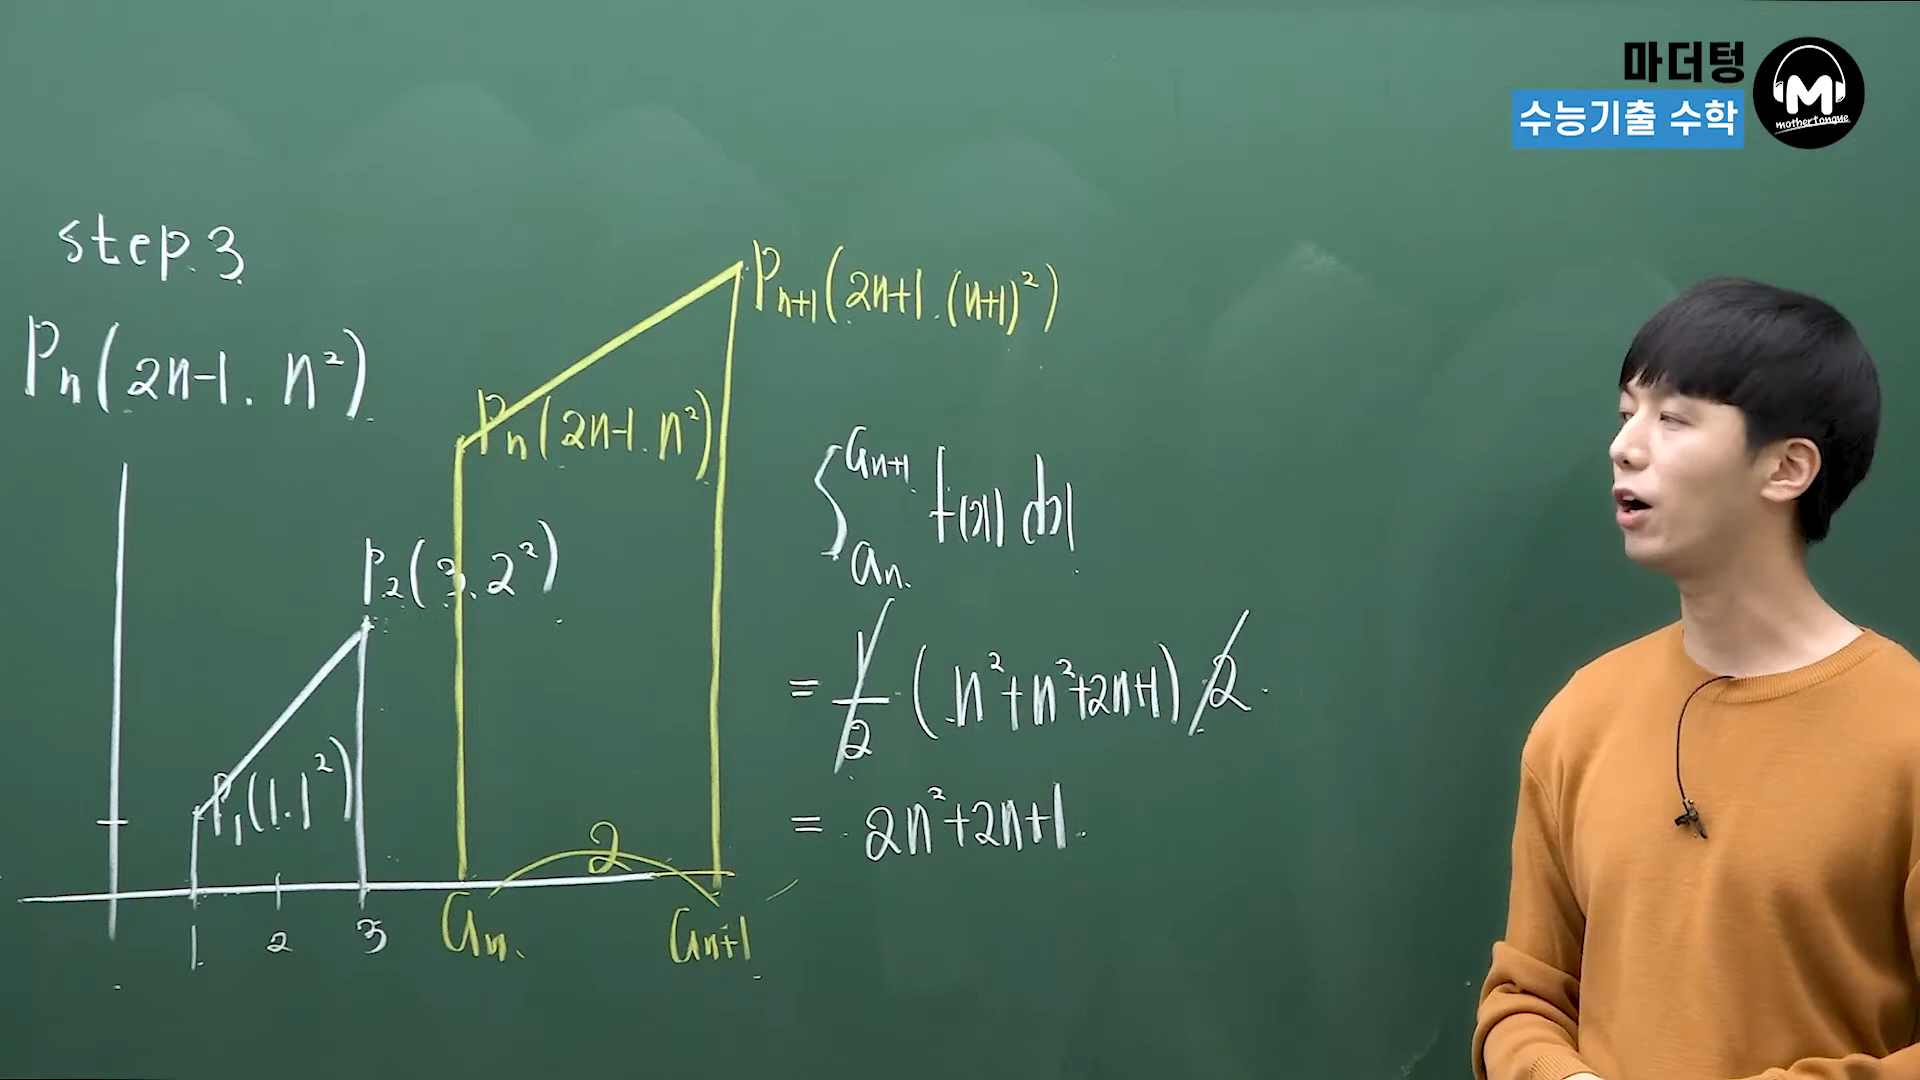 마더텅
수능기출 수학
M
mothertongue
step 3
Pₙ(2n-1, n²)
Pₙ₊₁(2n+1, (n+1)²)
Pₙ(2n-1, n²)
P₂(3, 2²)
P₁(1, 1²)
2
1 2 3 aₙ aₙ₊₁
∫ₐₙ^aₙ₊₁ f(x) dx
= 1/2 (n²+n²+2n+1) 2
= 2n²+2n+1